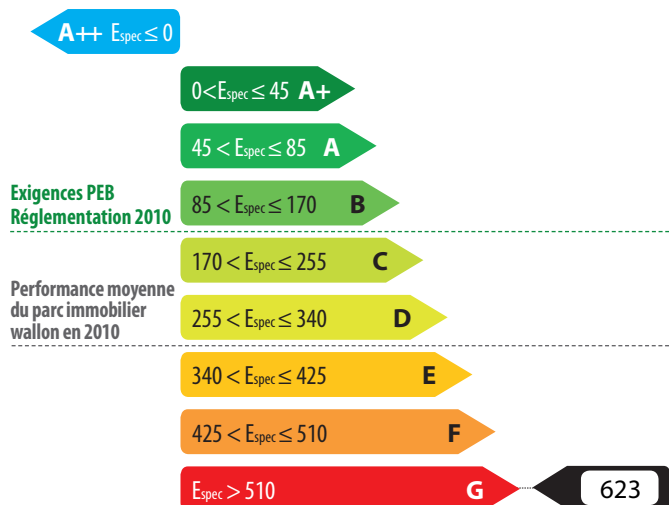 A++ Espec ≤ 0
0<Espec ≤ 45 A+
45 < Espec ≤ 85 A
Exigences PEB
Réglementation 2010
85 < Espec ≤ 170 B
170 < Espec ≤ 255 C
Performance moyenne
du parc immobilier
wallon en 2010
255 < Espec ≤ 340 D
340 < Espec ≤ 425 E
425 < Espec ≤ 510 F
Espec > 510 G
623